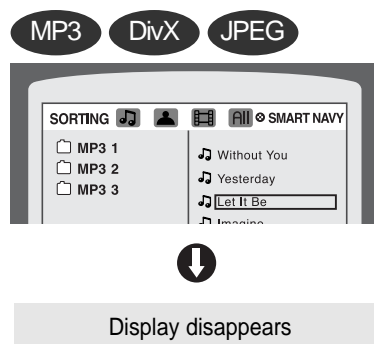 MP3 DivX JPEG
SORTING All ⊗ SMART NAVY
MP3 1
MP3 2
MP3 3
Without You
Yesterday
Let It Be
Imagine
Display disappears